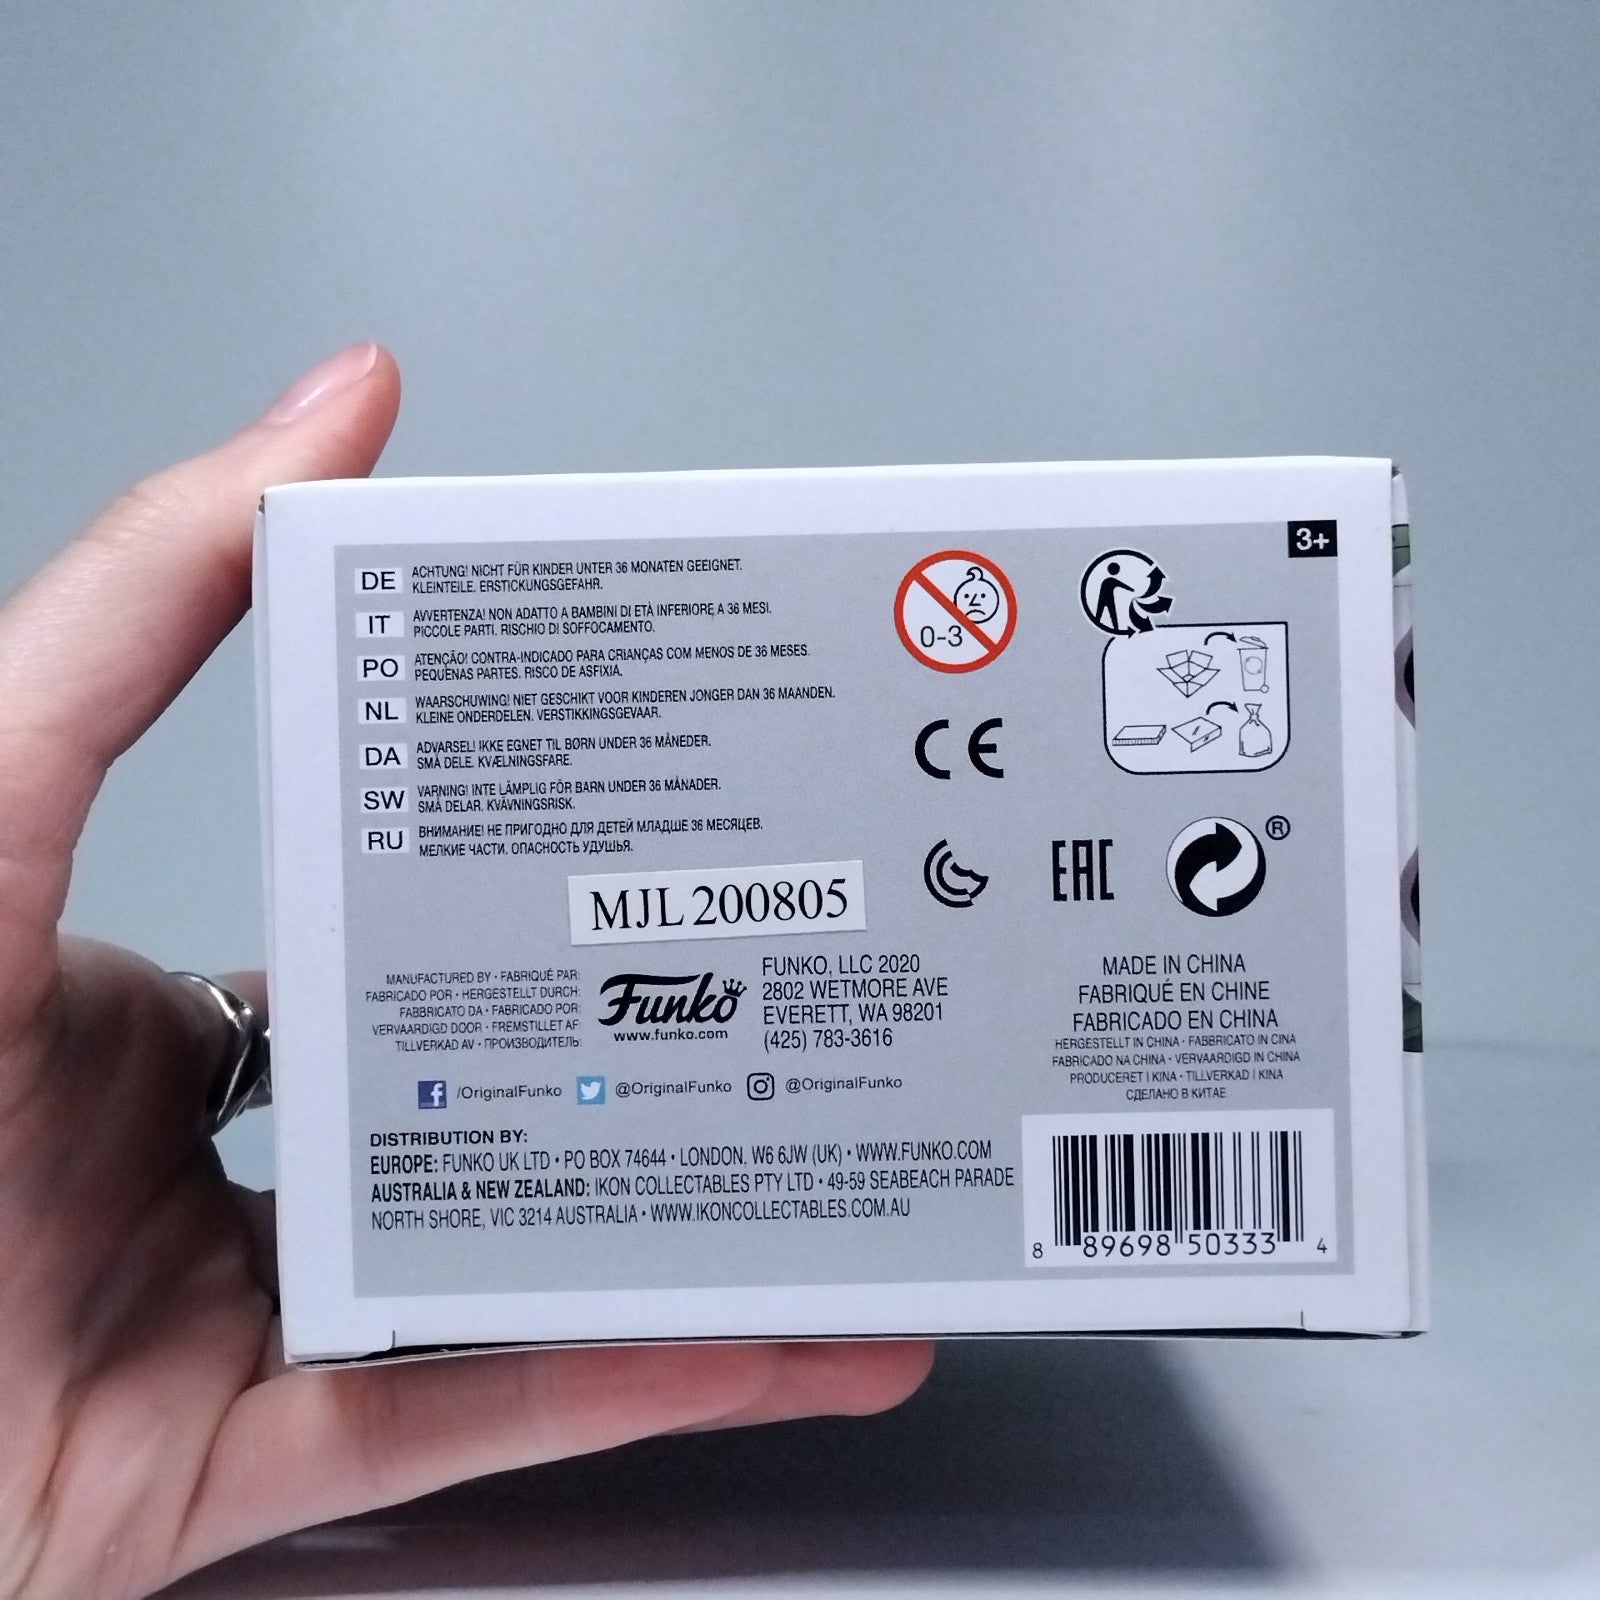 3+
DE ACHTUNG! NICHT FÜR KINDER UNTER 36 MONATEN GEEIGNET.
KLEINTEILE. ERSTICKUNGSGEFAHR.
IT AVVERTENZA! NON ADATTO A BAMBINI DI ETÀ INFERIORE A 36 MESI.
PICCOLE PARTI. RISCHIO DI SOFFOCAMENTO.
PO ATENÇÃO! CONTRA-INDICADO PARA CRIANÇAS COM MENOS DE 36 MESES.
PEQUENAS PARTES. RISCO DE ASFIXIA.
NL WAARSCHUWING! NIET GESCHIKT VOOR KINDEREN JONGER DAN 36 MAANDEN.
KLEINE ONDERDELEN. VERSTIKKINGSGEVAAR.
DA ADVARSEL! IKKE EGNET TIL BØRN UNDER 36 MÅNEDER.
SMÅ DELE. KVÆLNINGSFARE.
SW VARNING! INTE LÄMPLIG FÖR BARN UNDER 36 MÅNADER.
SMÅ DELAR. KVÄVNINGSRISK.
RU ВНИМАНИЕ! НЕ ПРИГОДНО ДЛЯ ДЕТЕЙ МЛАДШЕ 36 МЕСЯЦЕВ.
МЕЛКИЕ ЧАСТИ. ОПАСНОСТЬ УДУШЬЯ.
0-3
CE
EAC
®
MJL 200805
MANUFACTURED BY • FABRIQUÉ PAR:
FABRICADO POR • HERGESTELLT DURCH:
FABBRICATO DA • FABRICADO POR:
VERVAARDIGD DOOR • FREMSTILLET AF:
TILLVERKAD AV • ПРОИЗВОДИТЕЛЬ:
Funko
www.funko.com
FUNKO, LLC 2020
2802 WETMORE AVE
EVERETT, WA 98201
(425) 783-3616
MADE IN CHINA
FABRIQUÉ EN CHINE
FABRICADO EN CHINA
HERGESTELLT IN CHINA • FABBRICATO IN CINA
FABRICADO NA CHINA • VERVAARDIGD IN CHINA
PRODUCERET I KINA • TILLVERKAD I KINA
СДЕЛАНО В КИТАЕ
/OriginalFunko @OriginalFunko @OriginalFunko
DISTRIBUTION BY:
EUROPE: FUNKO UK LTD • PO BOX 74644 • LONDON, W6 6JW (UK) • WWW.FUNKO.COM
AUSTRALIA & NEW ZEALAND: IKON COLLECTABLES PTY LTD • 49-59 SEABEACH PARADE
NORTH SHORE, VIC 3214 AUSTRALIA • WWW.IKONCOLLECTABLES.COM.AU
8 89698 50333 4